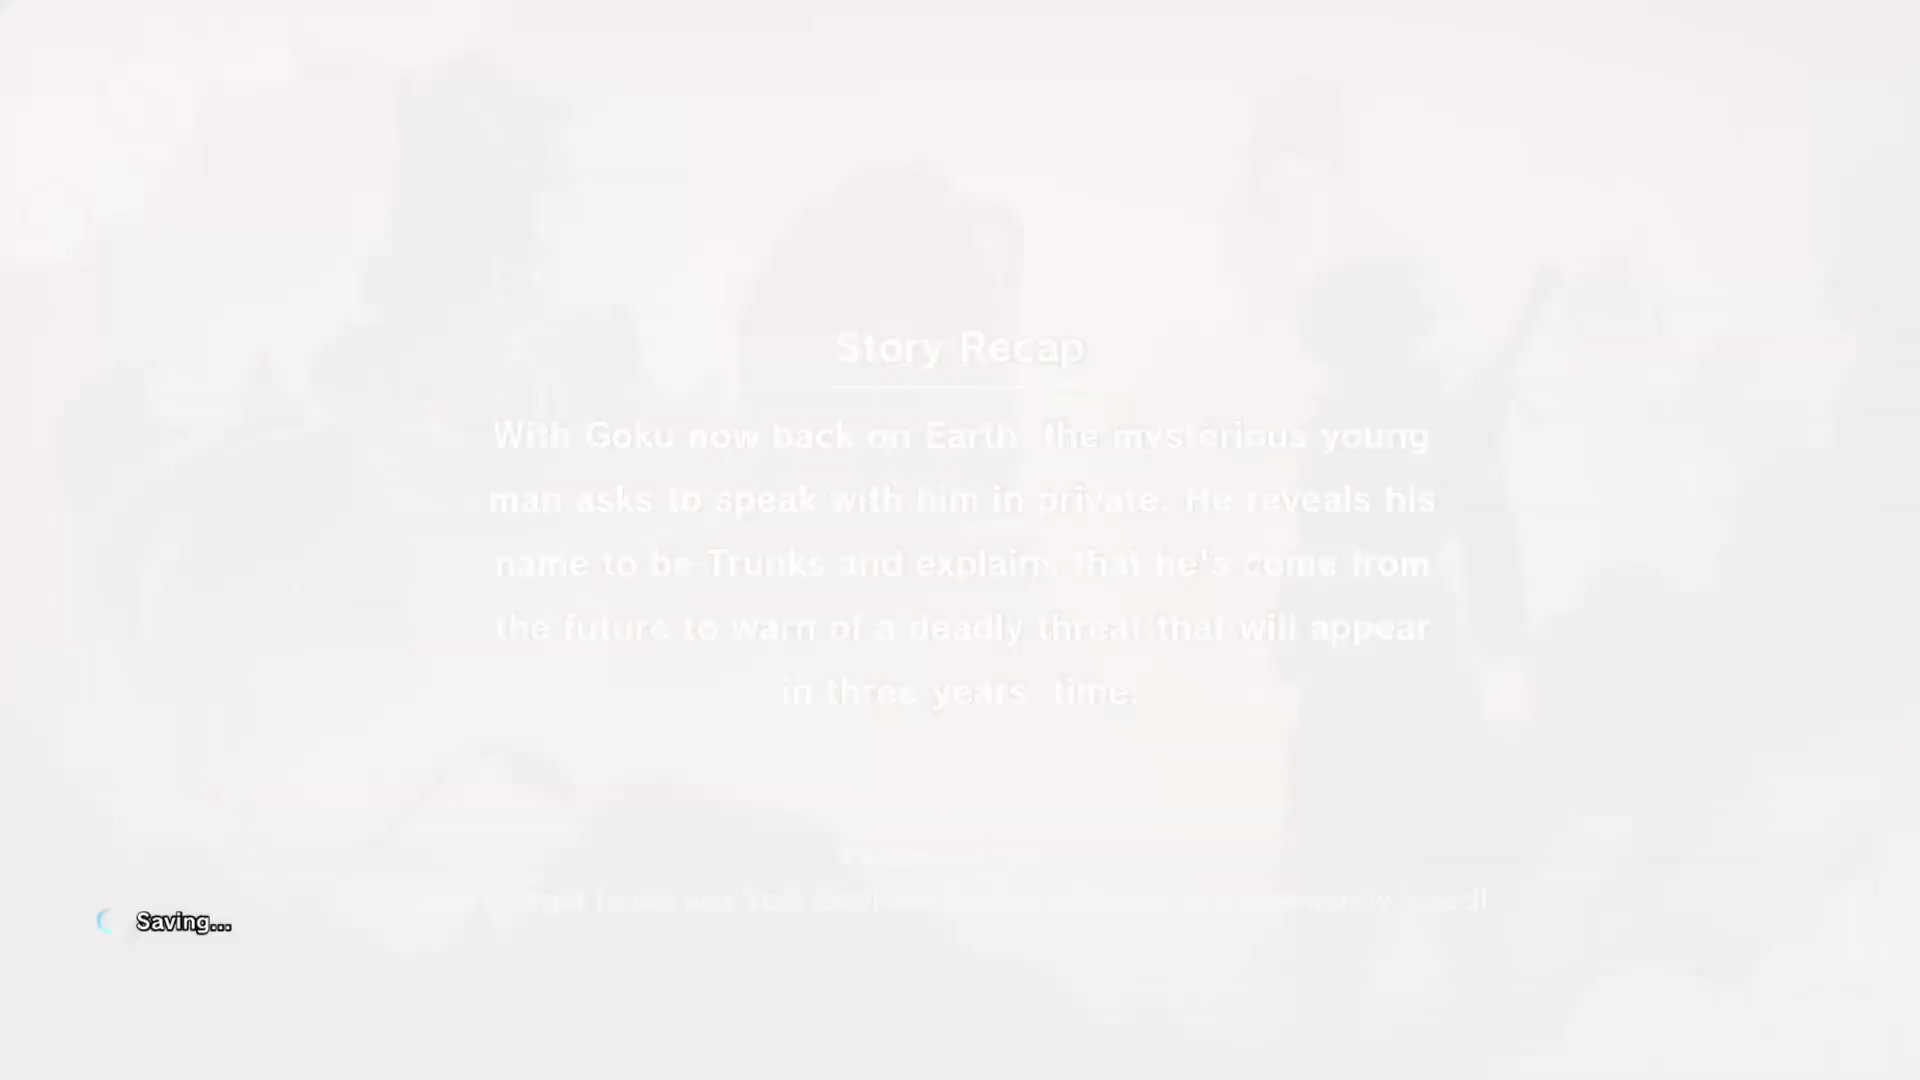 Story Recap
With Goku now back on Earth, the mysterious young
man asks to speak with him in private. He reveals his
name to be Trunks and explains that he's come from
the future to warn of a deadly threat that will appear
in three years' time.
Saving...